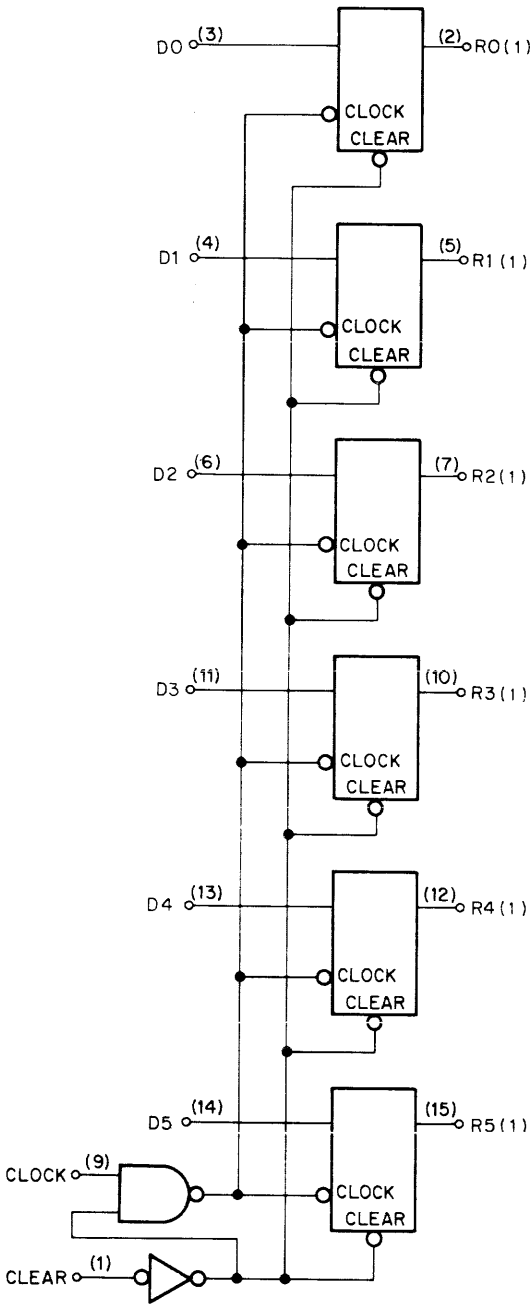 D0 (3) (2) R0(1)
CLOCK
CLEAR
D1 (4) (5) R1(1)
CLOCK
CLEAR
D2 (6) (7) R2(1)
CLOCK
CLEAR
D3 (11) (10) R3(1)
CLOCK
CLEAR
D4 (13) (12) R4(1)
CLOCK
CLEAR
D5 (14) (15) R5(1)
CLOCK (9) CLOCK
CLEAR
CLEAR (1)